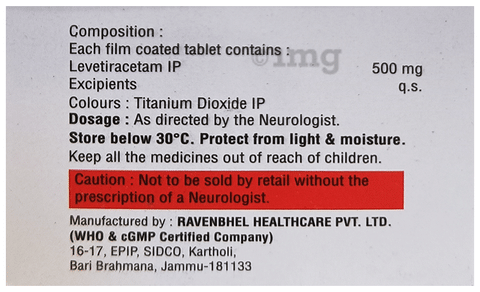 Composition :
Each film coated tablet contains :
Levetiracetam IP 500 mg
Excipients q.s.
Colours : Titanium Dioxide IP
Dosage : As directed by the Neurologist.
Store below 30°C. Protect from light & moisture.
Keep all the medicines out of reach of children.
Caution : Not to be sold by retail without the
prescription of a Neurologist.
Manufactured by : RAVENBHEL HEALTHCARE PVT. LTD.
(WHO & cGMP Certified Company)
16-17, EPIP, SIDCO, Kartholi,
Bari Brahmana, Jammu-181133